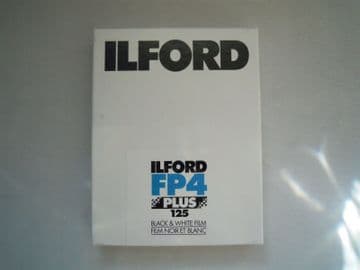 ILFORD
ILFORD
FP4
PLUS
125
BLACK & WHITE FILM
FILM NOIR ET BLANC